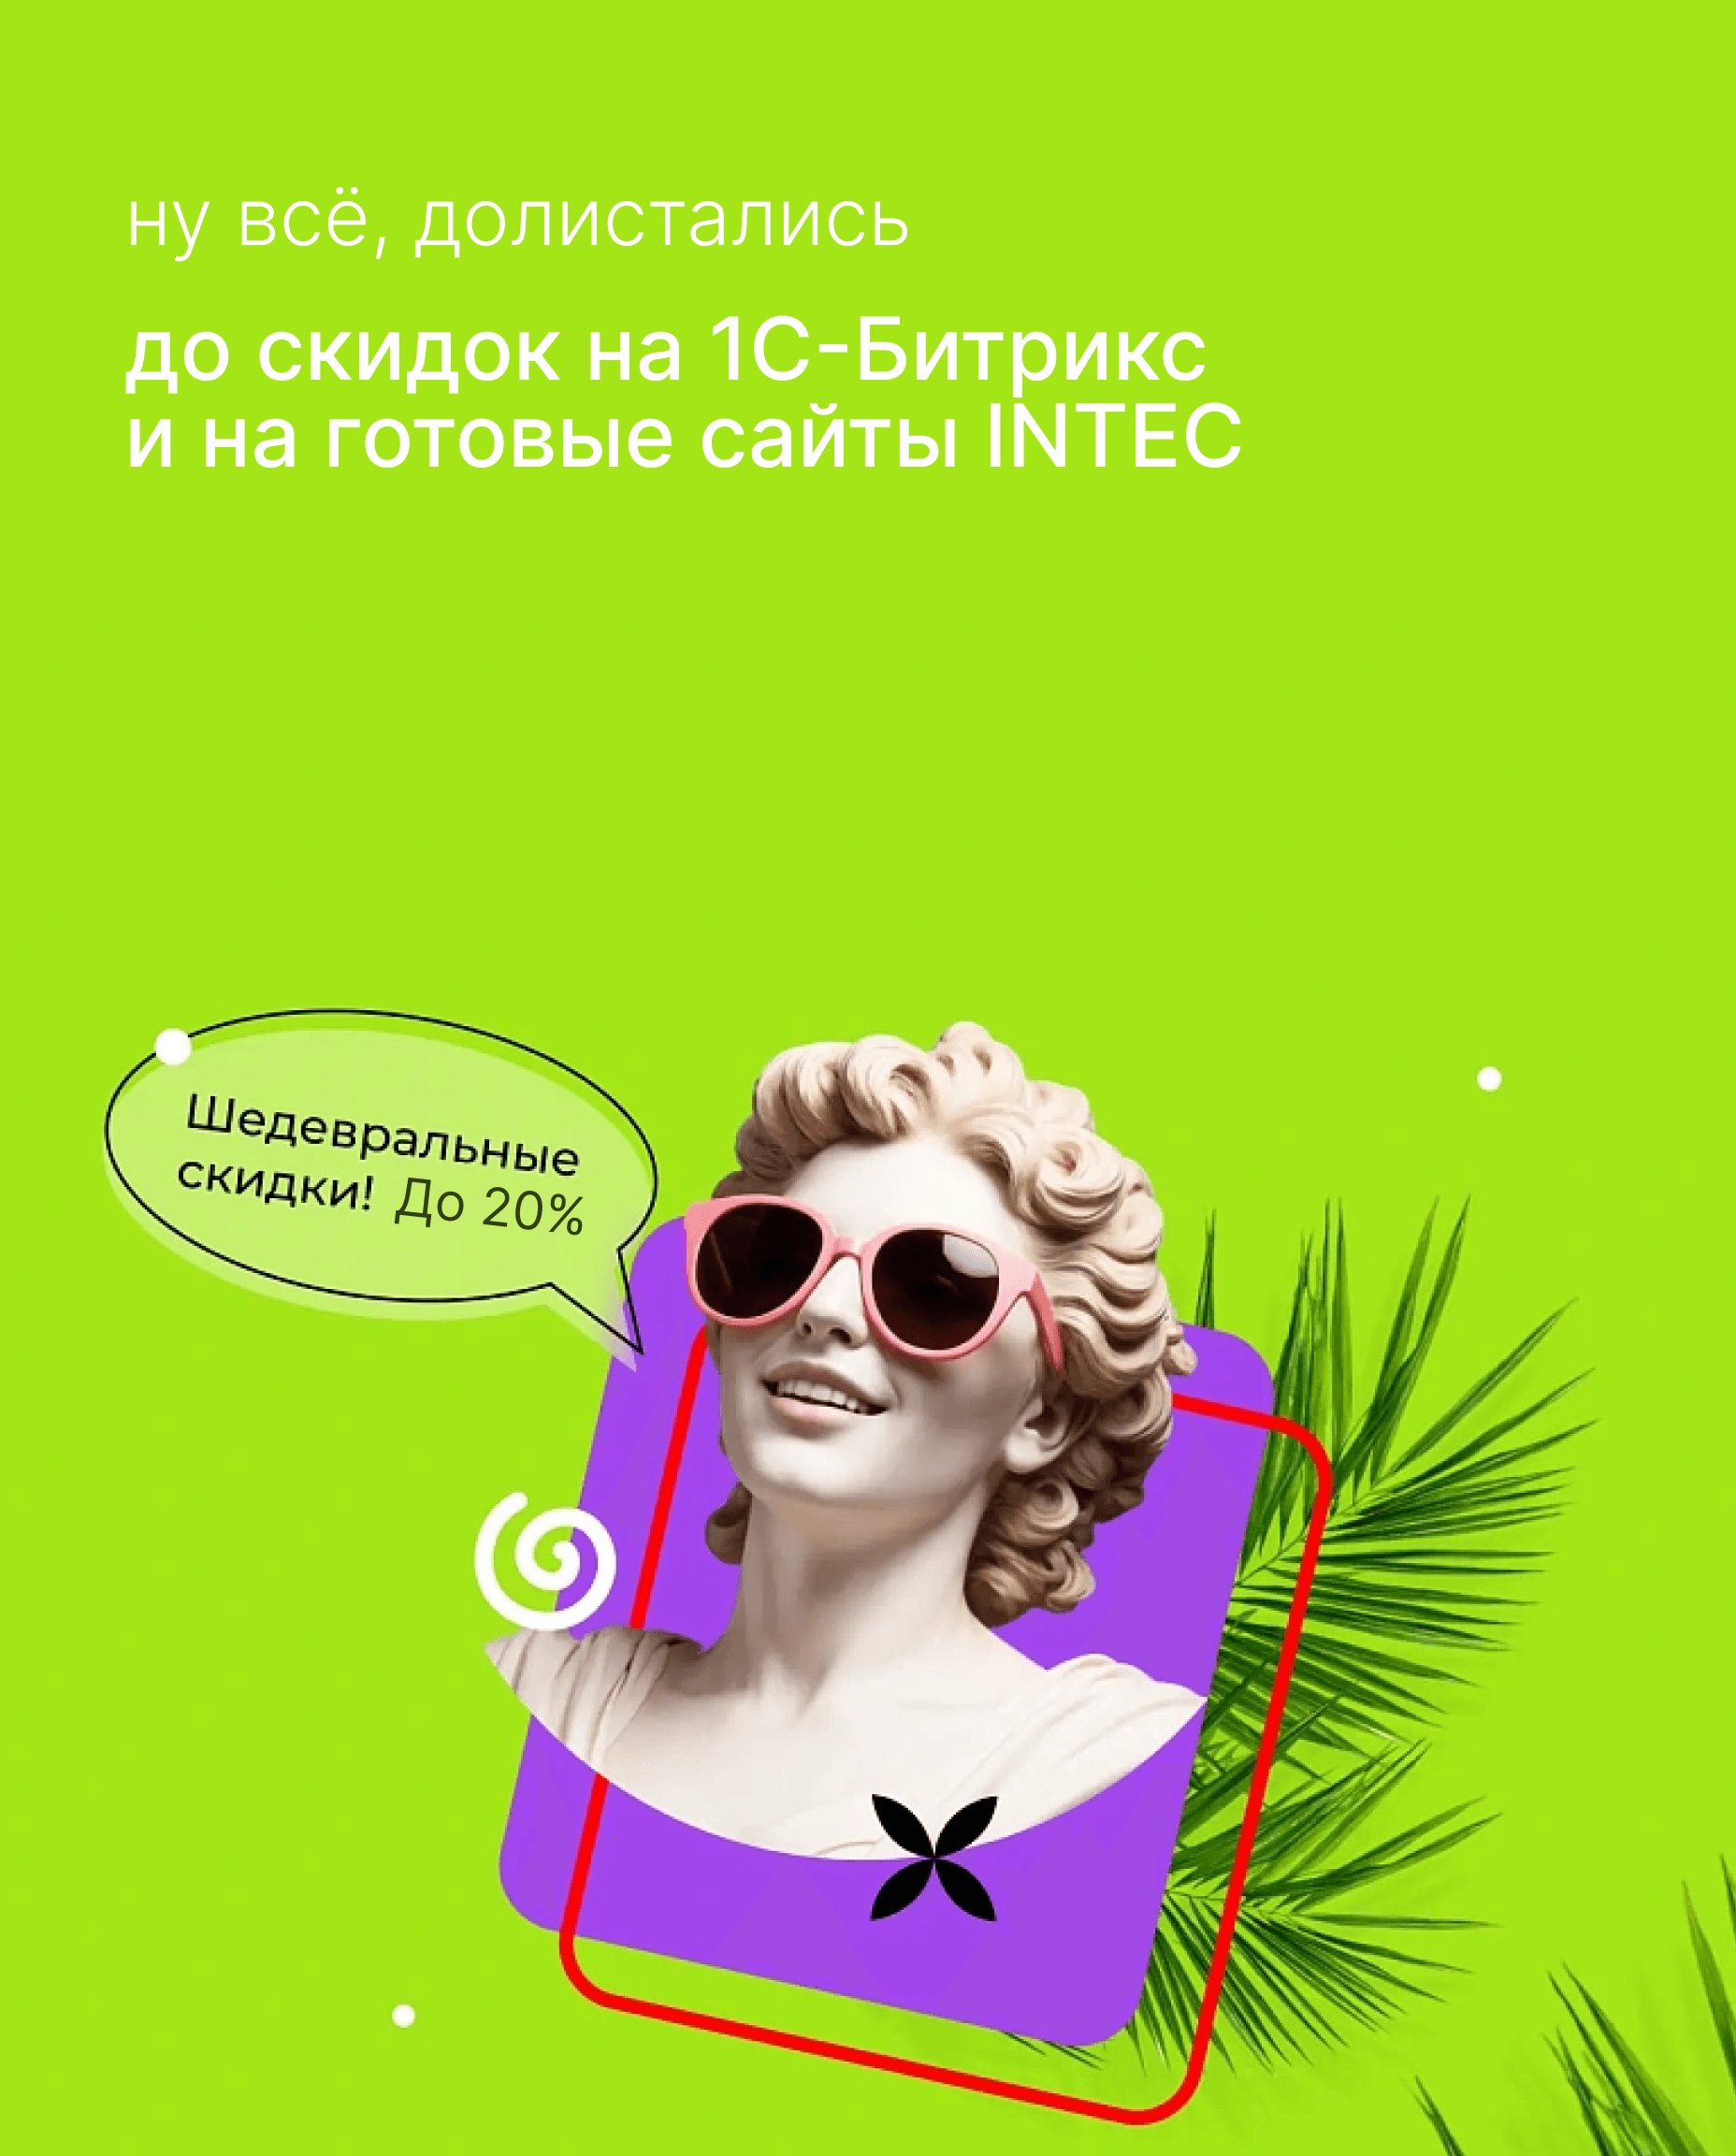 ну всё, долистались
до скидок на 1С-Битрикс
и на готовые сайты INTEC
Шедевральные
скидки! До 20%